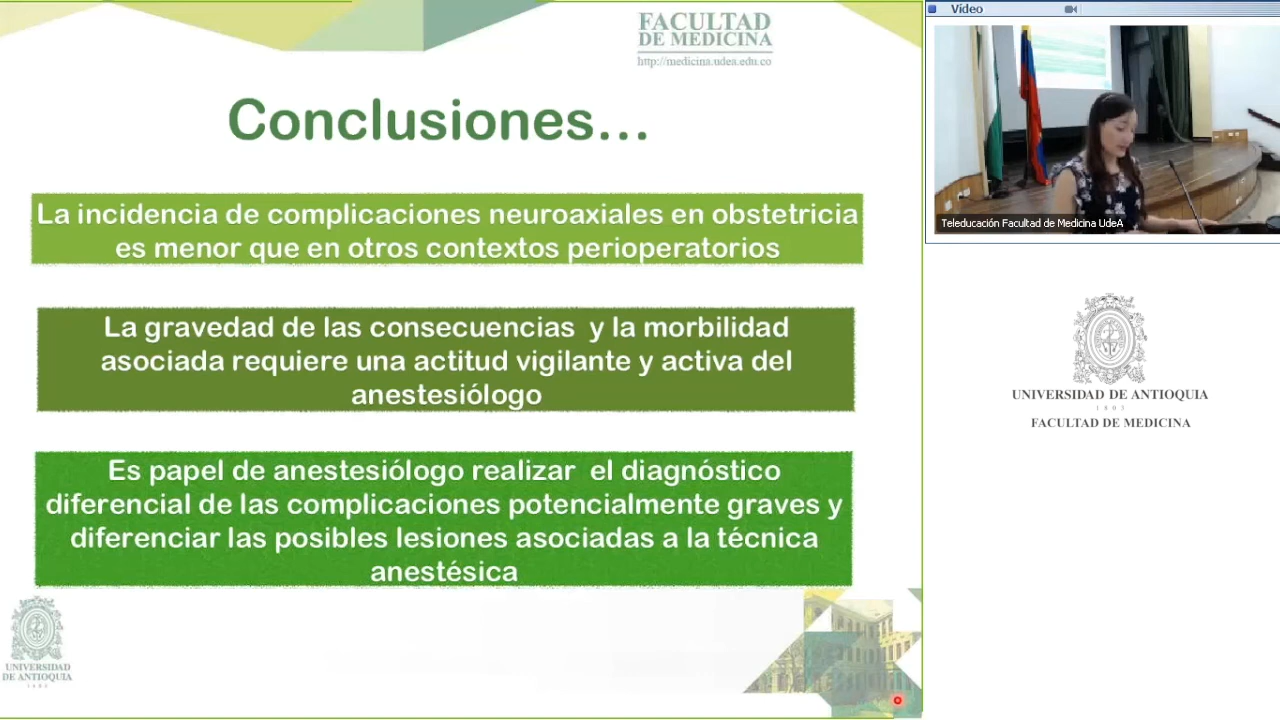 FACULTAD
DE MEDICINA
http://medicina.udea.edu.co
Conclusiones...
La incidencia de complicaciones neuroaxiales en obstetricia
es menor que en otros contextos perioperatorios
La gravedad de las consecuencias y la morbilidad
asociada requiere una actitud vigilante y activa del
anestesiólogo
Es papel de anestesiólogo realizar el diagnóstico
diferencial de las complicaciones potencialmente graves y
diferenciar las posibles lesiones asociadas a la técnica
anestésica
UNIVERSIDAD
DE ANTIOQUIA
1803
Vídeo
Teleducación Facultad de Medicina UdeA
UNIVERSIDAD DE ANTIOQUIA
1803
FACULTAD DE MEDICINA